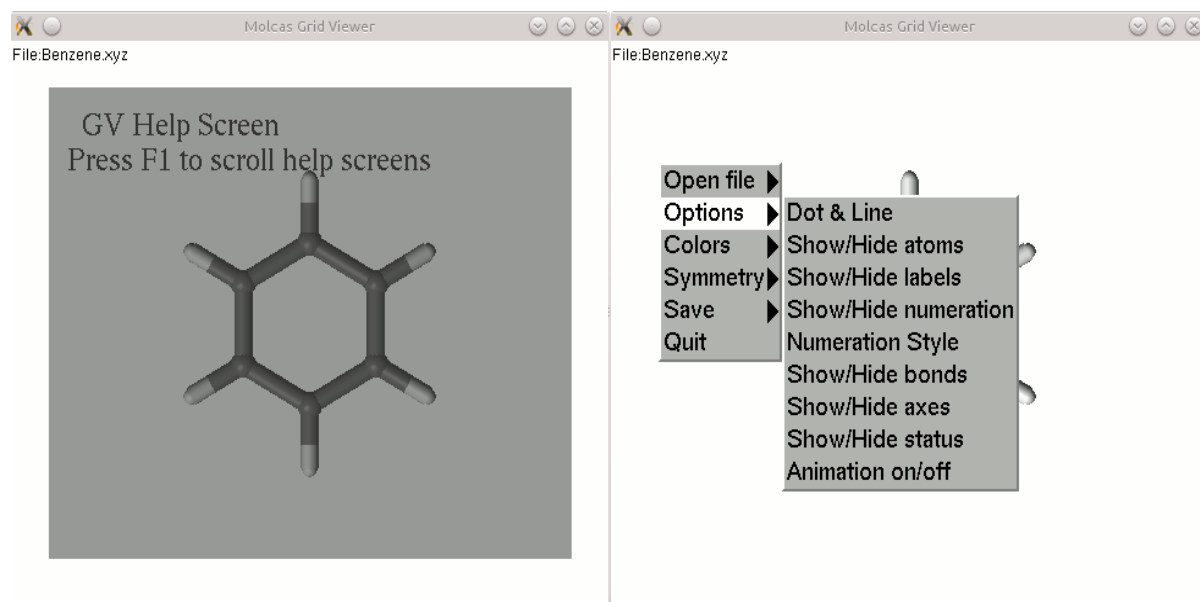 Molcas Grid Viewer
File:Benzene.xyz
GV Help Screen
Press F1 to scroll help screens
Molcas Grid Viewer
File:Benzene.xyz
Open file
Options
Colors
Symmetry
Save
Quit
Dot & Line
Show/Hide atoms
Show/Hide labels
Show/Hide numeration
Numeration Style
Show/Hide bonds
Show/Hide axes
Show/Hide status
Animation on/off